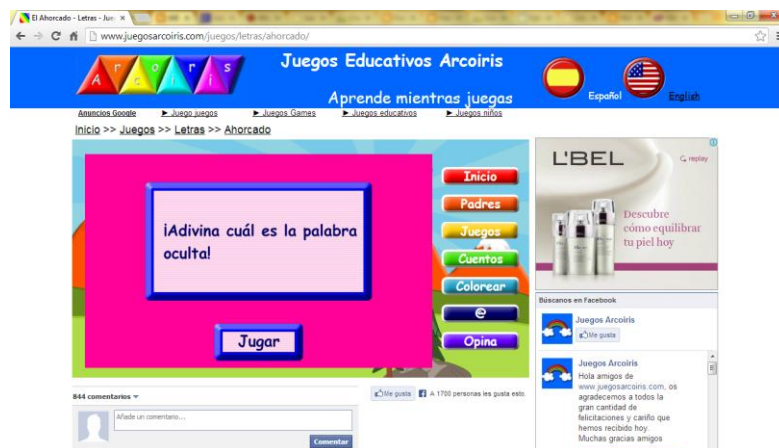 El Ahorcado - Letras - Jue
www.juegosarcoiris.com/juegos/letras/ahorcado/
Arcoiris
Juegos Educativos Arcoiris
Aprende mientras juegas
Español
English
Anuncios Google
► Juego juegos
► Juegos Games
► Juegos educativos
► Juegos niños
Inicio >> Juegos >> Letras >> Ahorcado
¡Adivina cuál es la palabra
oculta!
Jugar
Inicio
Padres
Juegos
Cuentos
Colorear
@
Opina
L'BEL
replay
Descubre
cómo equilibrar
tu piel hoy
Búscanos en Facebook
Juegos Arcoiris
Me gusta
Juegos Arcoiris
Hola amigos de
www.juegosarcoiris.com, os
agradecemos a todos la
gran cantidad de
felicitaciones y cariño que
hemos recibido hoy.
Muchas gracias amigos
844 comentarios
Me gusta
A 1700 personas les gusta esto.
Añade un comentario...
Comentar